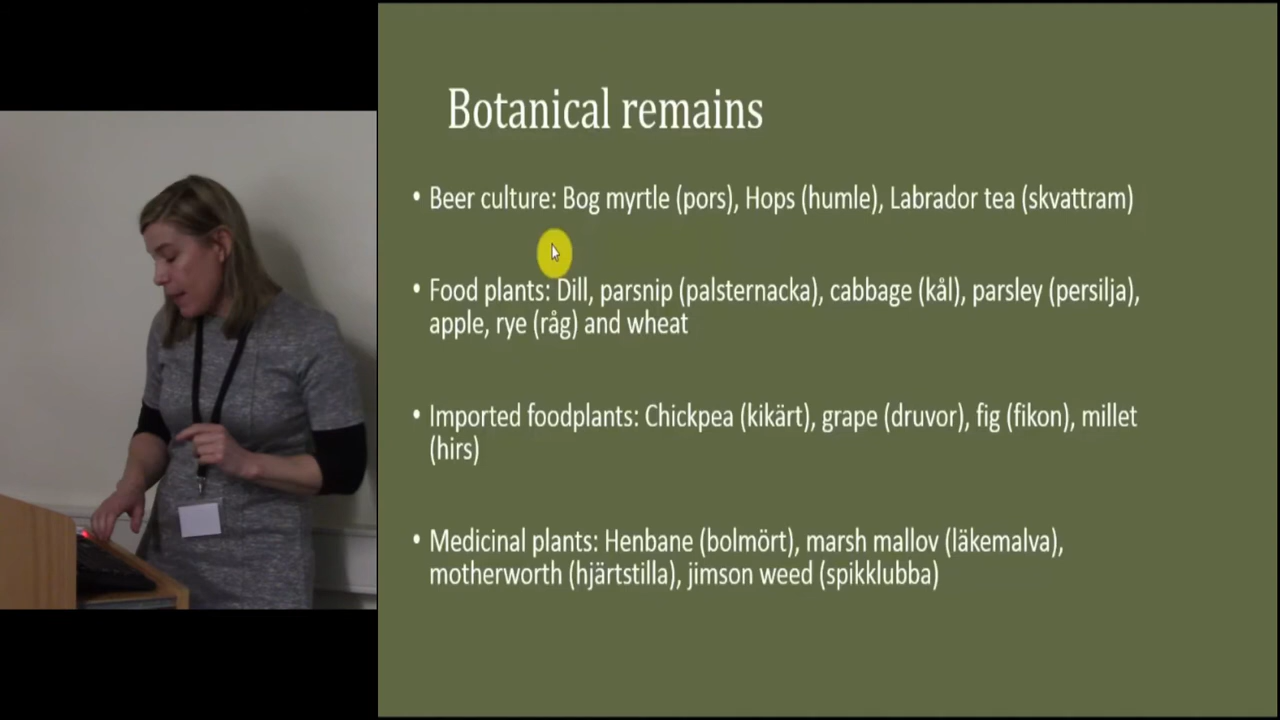 Botanical remains
• Beer culture: Bog myrtle (pors), Hops (humle), Labrador tea (skvattram)
• Food plants: Dill, parsnip (palsternacka), cabbage (kål), parsley (persilja),
apple, rye (råg) and wheat
• Imported foodplants: Chickpea (kikärt), grape (druvor), fig (fikon), millet
(hirs)
• Medicinal plants: Henbane (bolmört), marsh mallov (läkemalva),
motherworth (hjärtstilla), jimson weed (spikklubba)